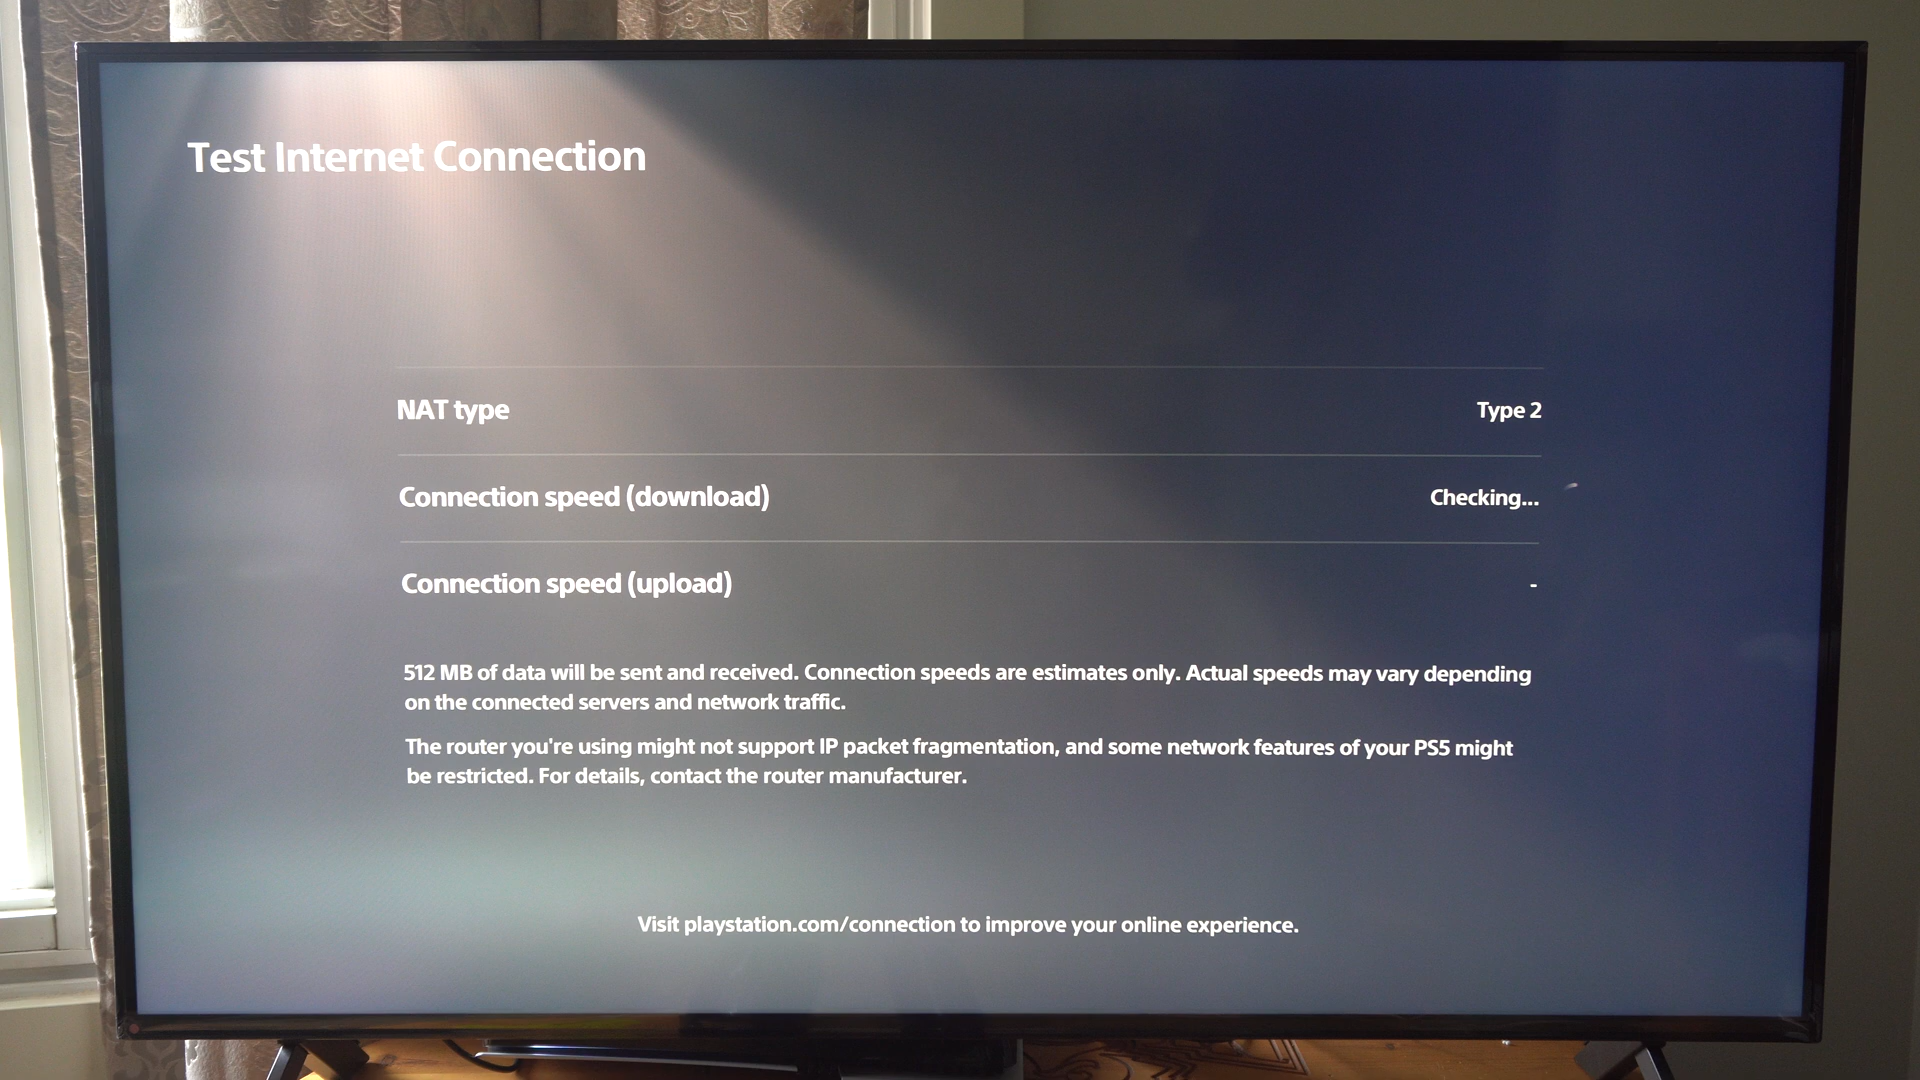 Test Internet Connection
NAT type
Type 2
Connection speed (download)
Checking...
Connection speed (upload)
-
512 MB of data will be sent and received. Connection speeds are estimates only. Actual speeds may vary depending
on the connected servers and network traffic.
The router you're using might not support IP packet fragmentation, and some network features of your PS5 might
be restricted. For details, contact the router manufacturer.
Visit playstation.com/connection to improve your online experience.